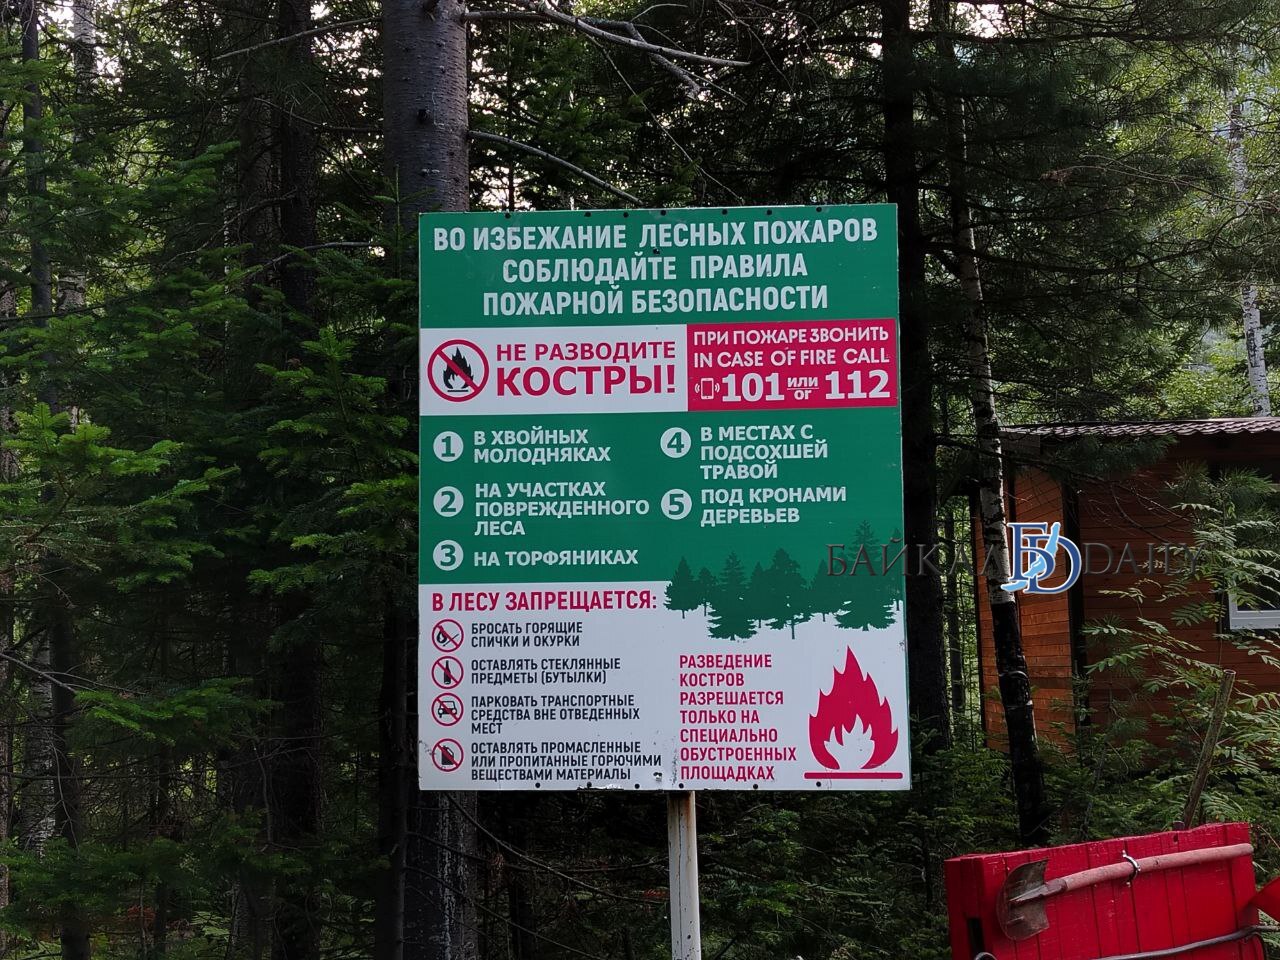 ВО ИЗБЕЖАНИЕ ЛЕСНЫХ ПОЖАРОВ
СОБЛЮДАЙТЕ ПРАВИЛА
ПОЖАРНОЙ БЕЗОПАСНОСТИ
НЕ РАЗВОДИТЕ
КОСТРЫ!
ПРИ ПОЖАРЕ ЗВОНИТЬ
IN CASE OF FIRE CALL
101 или or 112
1 В ХВОЙНЫХ
МОЛОДНЯКАХ
2 НА УЧАСТКАХ
ПОВРЕЖДЕННОГО
ЛЕСА
3 НА ТОРФЯНИКАХ
4 В МЕСТАХ С
ПОДСОХШЕЙ
ТРАВОЙ
5 ПОД КРОНАМИ
ДЕРЕВЬЕВ
В ЛЕСУ ЗАПРЕЩАЕТСЯ:
БРОСАТЬ ГОРЯЩИЕ
СПИЧКИ И ОКУРКИ
ОСТАВЛЯТЬ СТЕКЛЯННЫЕ
ПРЕДМЕТЫ (БУТЫЛКИ)
ПАРКОВАТЬ ТРАНСПОРТНЫЕ
СРЕДСТВА ВНЕ ОТВЕДЕННЫХ
МЕСТ
ОСТАВЛЯТЬ ПРОМАСЛЕННЫЕ
ИЛИ ПРОПИТАННЫЕ ГОРЮЧИМИ
ВЕЩЕСТВАМИ МАТЕРИАЛЫ
РАЗВЕДЕНИЕ
КОСТРОВ
РАЗРЕШАЕТСЯ
ТОЛЬКО НА
СПЕЦИАЛЬНО
ОБУСТРОЕННЫХ
ПЛОЩАДКАХ
БАЙКАЛ БD DAILY